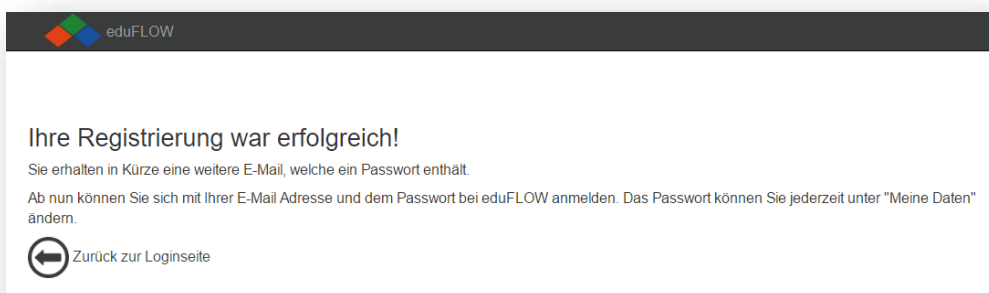 eduFLOW
Ihre Registrierung war erfolgreich!
Sie erhalten in Kürze eine weitere E-Mail, welche ein Passwort enthält.
Ab nun können Sie sich mit Ihrer E-Mail Adresse und dem Passwort bei eduFLOW anmelden. Das Passwort können Sie jederzeit unter "Meine Daten"
ändern.
Zurück zur Loginseite